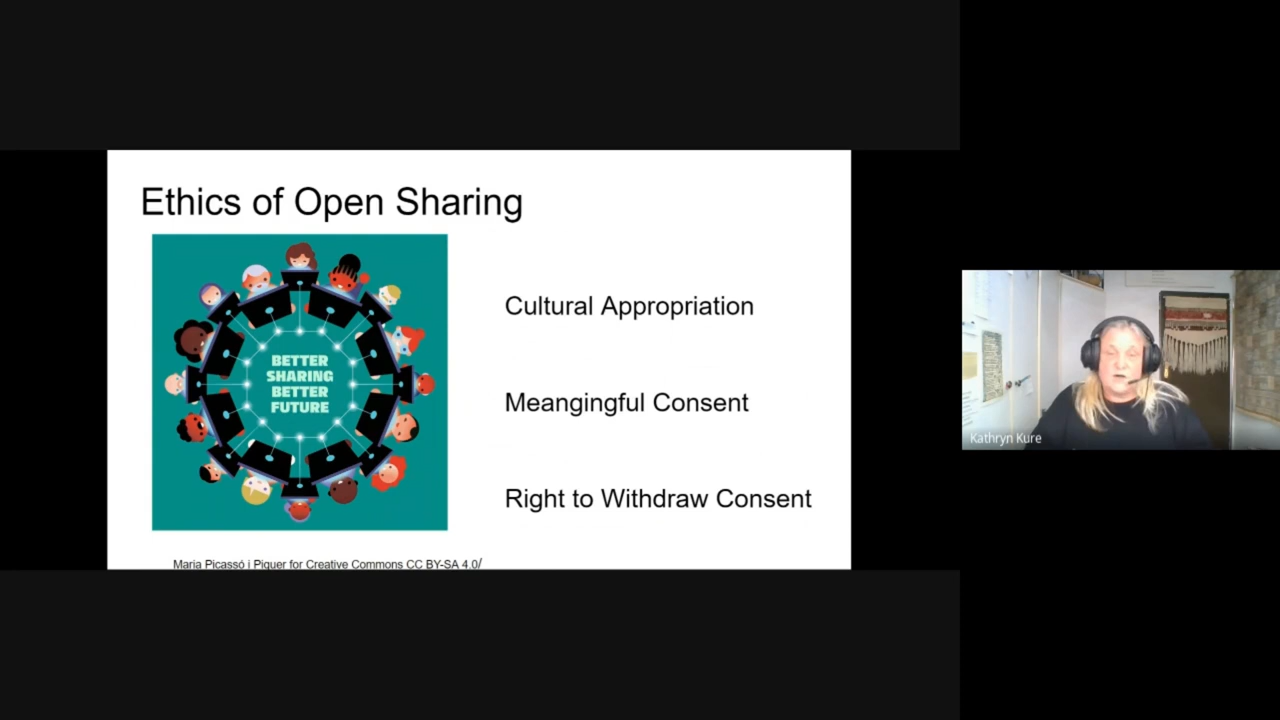 Ethics of Open Sharing
BETTER
SHARING
BETTER
FUTURE
Cultural Appropriation
Meangingful Consent
Right to Withdraw Consent
Maria Picassó i Piquer for Creative Commons CC BY-SA 4.0/
Kathryn Kure